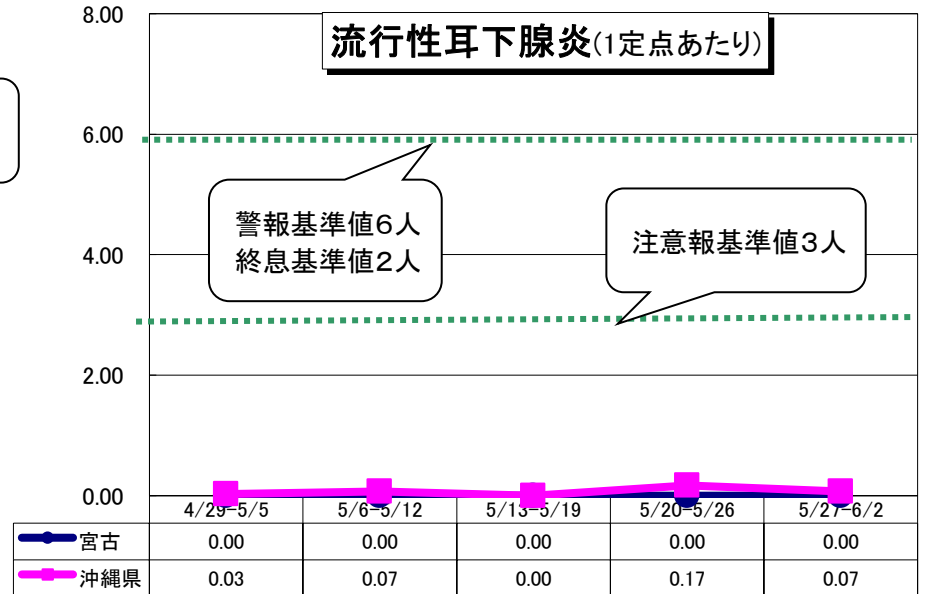 流行性耳下腺炎(1定点あたり)
8.00
6.00
4.00
2.00
0.00
警報基準値6人
終息基準値2人
注意報基準値3人
4/29-5/5 5/6-5/12 5/13-5/19 5/20-5/26 5/27-6/2
宮古 0.00 0.00 0.00 0.00 0.00
沖縄県 0.03 0.07 0.00 0.17 0.07